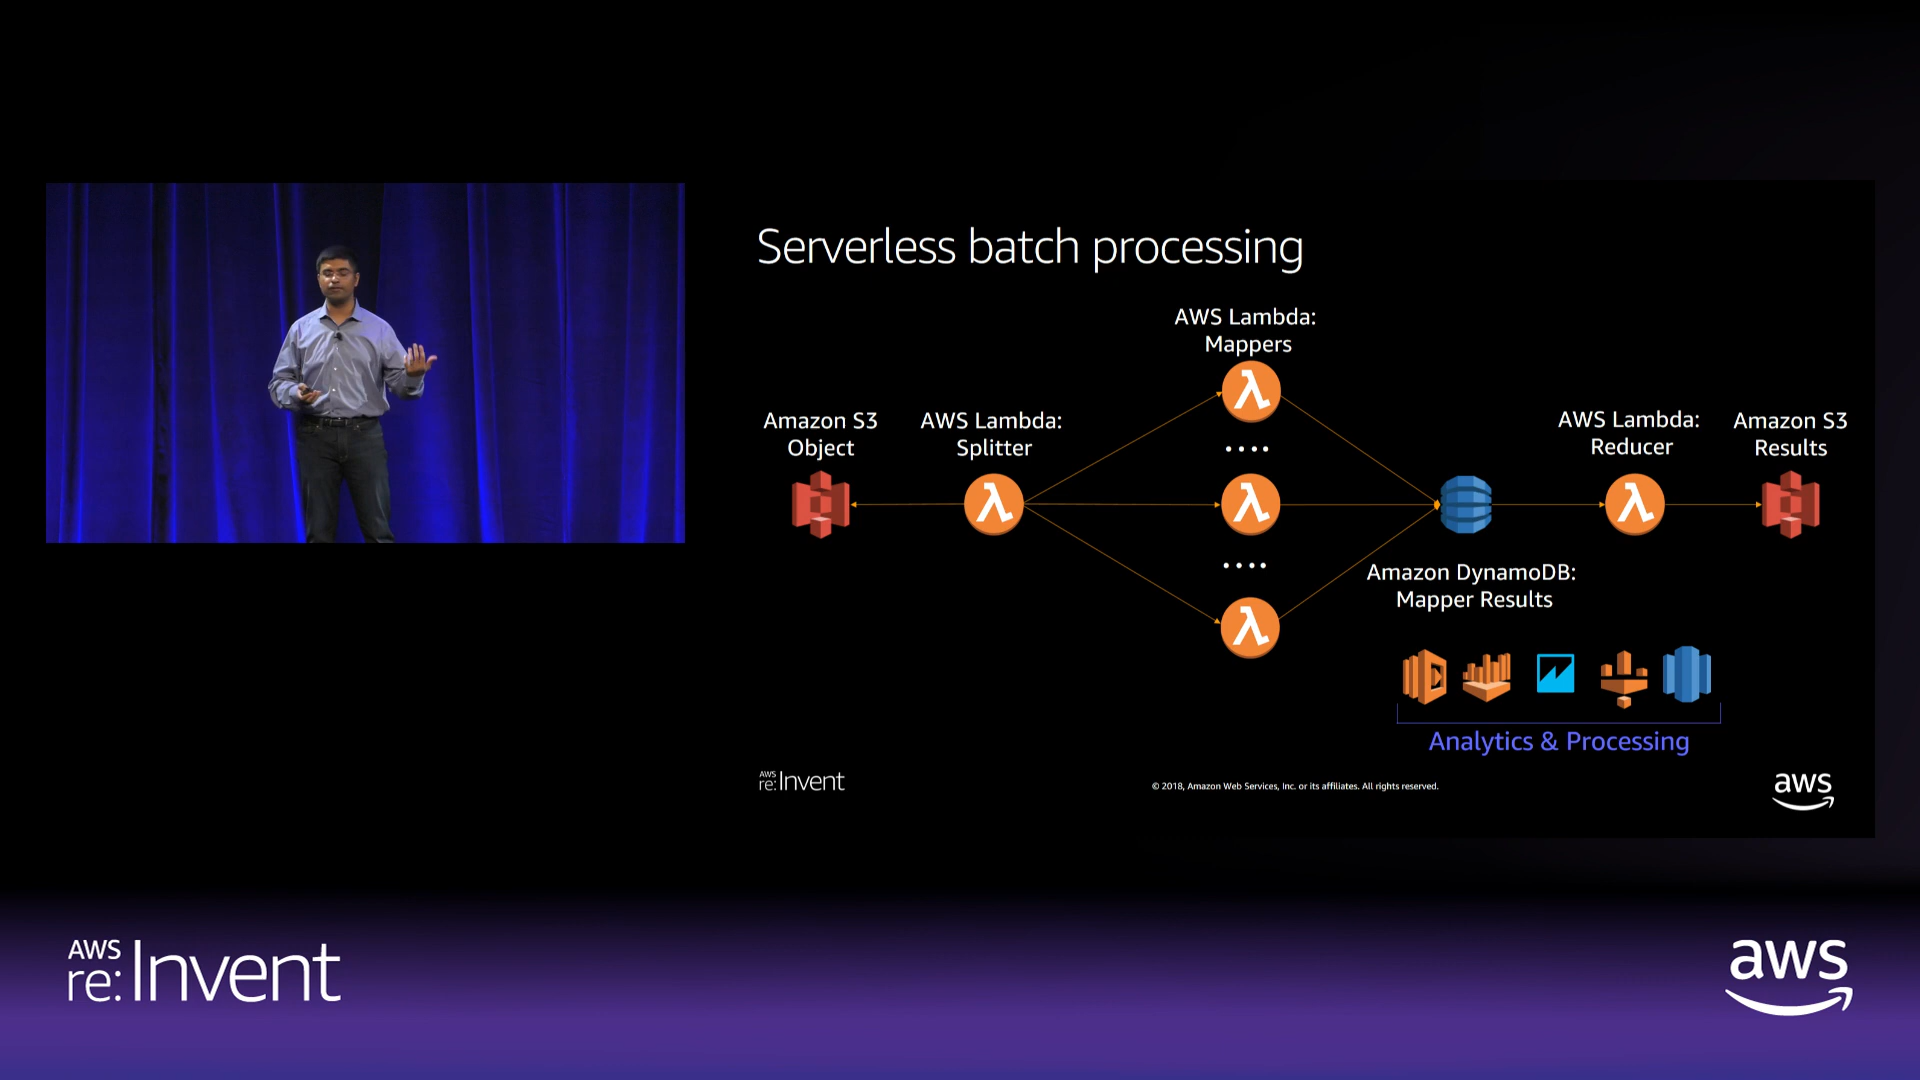 Serverless batch processing
AWS Lambda:
Mappers
Amazon S3
Object
AWS Lambda:
Splitter
AWS Lambda:
Reducer
Amazon S3
Results
Amazon DynamoDB:
Mapper Results
Analytics & Processing
AWS
re:Invent
© 2018, Amazon Web Services, Inc. or its affiliates. All rights reserved.
aws
AWS
re:Invent
aws